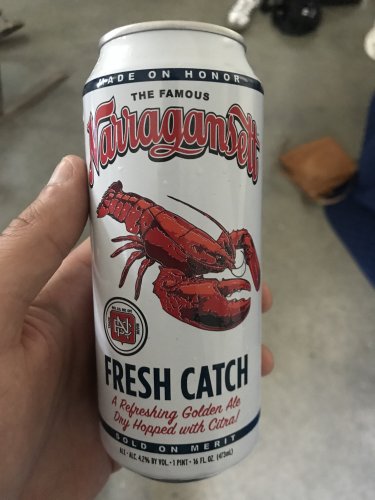 MADE ON HONOR
THE FAMOUS
Narragansett
FRESH CATCH
A Refreshing Golden Ale
Dry Hopped with Citra!
SOLD ON MERIT
ALE • ALC. 4.2% BY VOL. • 1 PINT • 16 FL. OZ. (473mL)